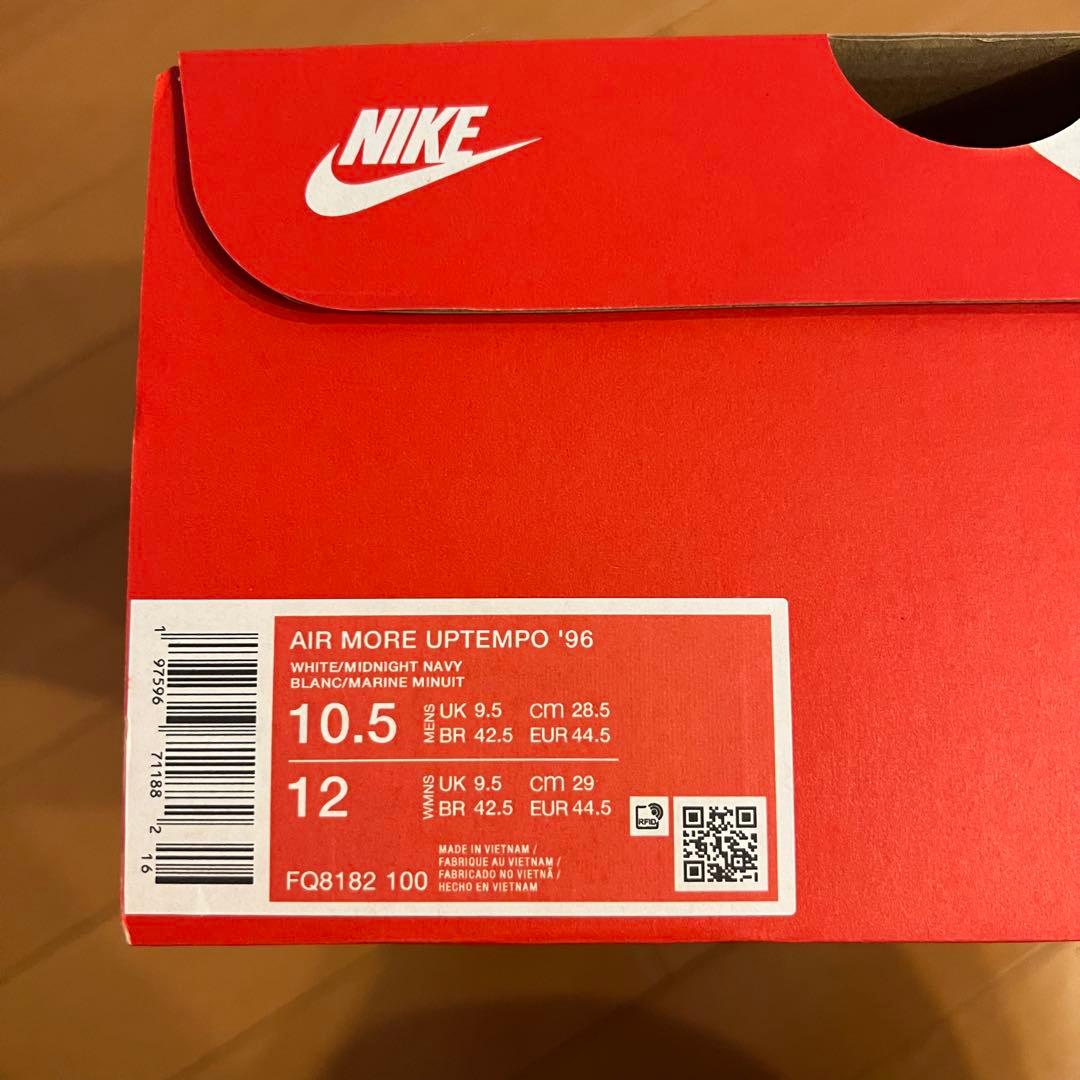 NIKE
AIR MORE UPTEMPO '96
WHITE/MIDNIGHT NAVY
BLANC/MARINE MINUIT
10.5 MENS UK 9.5 cm 28.5
BR 42.5 EUR 44.5
12 WMNS UK 9.5 cm 29
BR 42.5 EUR 44.5
RFID
FQ8182 100
MADE IN VIETNAM /
FABRIQUE AU VIETNAM /
FABRICADO NO VIETNÃ /
HECHO EN VIETNAM
1 97596 71188 2 16